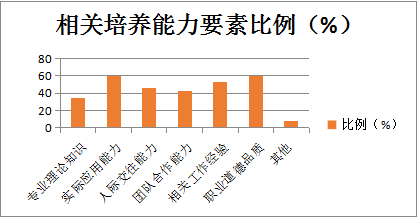 相关培养能力要素比例（%）
80
60
40
20
0
专业理论知识
实际应用能力
人际交往能力
团队合作能力
相关工作经验
职业道德品质
其他
比例（%）